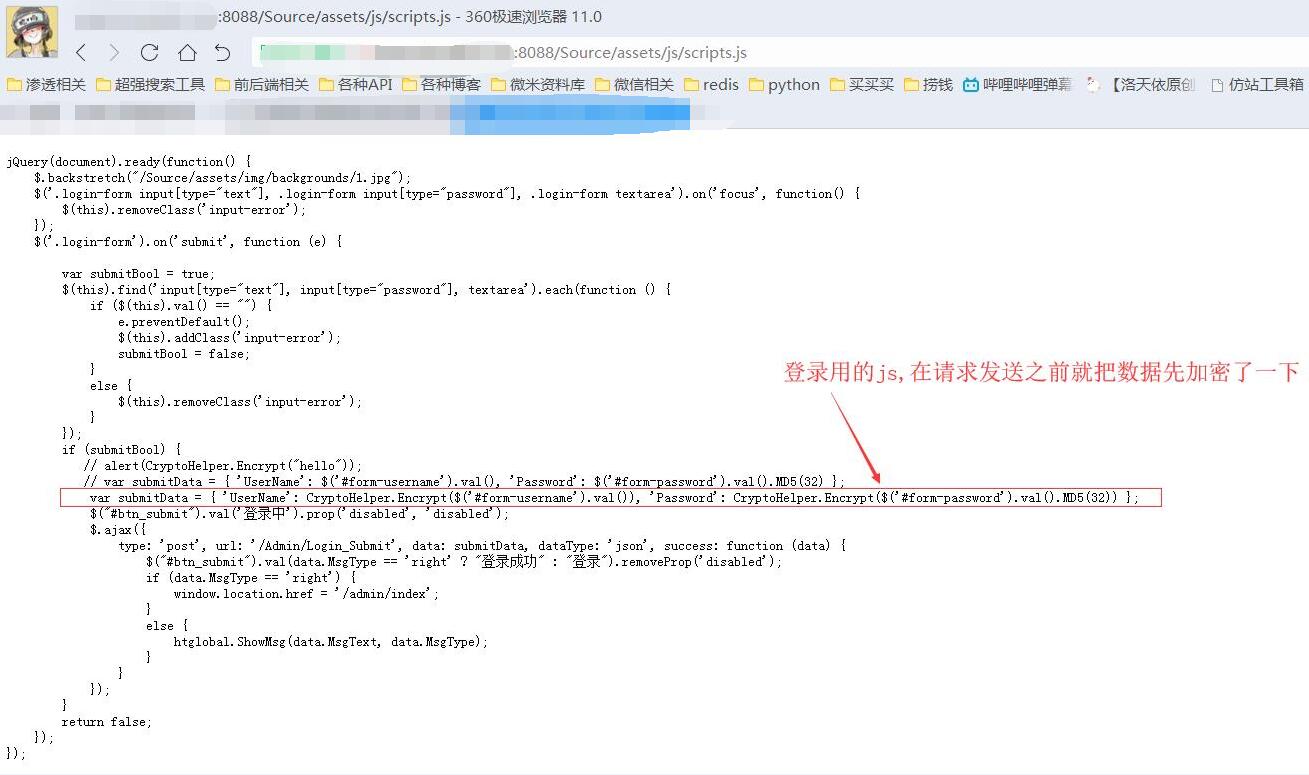 :8088/Source/assets/js/scripts.js - 360极速浏览器 11.0
:8088/Source/assets/js/scripts.js
渗透相关 超强搜索工具 前后端相关 各种API 各种博客 微米资料库 微信相关 redis python 买买买 捞钱 哔哩哔哩弹幕 【洛天依原创 仿站工具箱
jQuery(document).ready(function() {
    $.backstretch("/Source/assets/img/backgrounds/1.jpg");
    $('.login-form input[type="text"], .login-form input[type="password"], .login-form textarea').on('focus', function() {
        $(this).removeClass('input-error');
    });
    $('.login-form').on('submit', function (e) {
        var submitBool = true;
        $(this).find('input[type="text"], input[type="password"], textarea').each(function () {
            if ($(this).val() == "") {
                e.preventDefault();
                $(this).addClass('input-error');
                submitBool = false;
            }
            else {
                $(this).removeClass('input-error');
            }
        });
登录用的js,在请求发送之前就把数据先加密了一下
        if (submitBool) {
           // alert(CryptoHelper.Encrypt("hello"));
           // var submitData = { 'UserName': $('#form-username').val(), 'Password': $('#form-password').val().MD5(32) };
            var submitData = { 'UserName': CryptoHelper.Encrypt($('#form-username').val()), 'Password': CryptoHelper.Encrypt($('#form-password').val().MD5(32)) };
            $("#btn_submit").val('登录中').prop('disabled', 'disabled');
            $.ajax({
                type: 'post', url: '/Admin/Login_Submit', data: submitData, dataType: 'json', success: function (data) {
                    $("#btn_submit").val(data.MsgType == 'right' ? "登录成功" : "登录").removeProp('disabled');
                    if (data.MsgType == 'right') {
                        window.location.href = '/admin/index';
                    }
                    else {
                        htglobal.ShowMsg(data.MsgText, data.MsgType);
                    }
                }
            });
        }
        return false;
    });
});